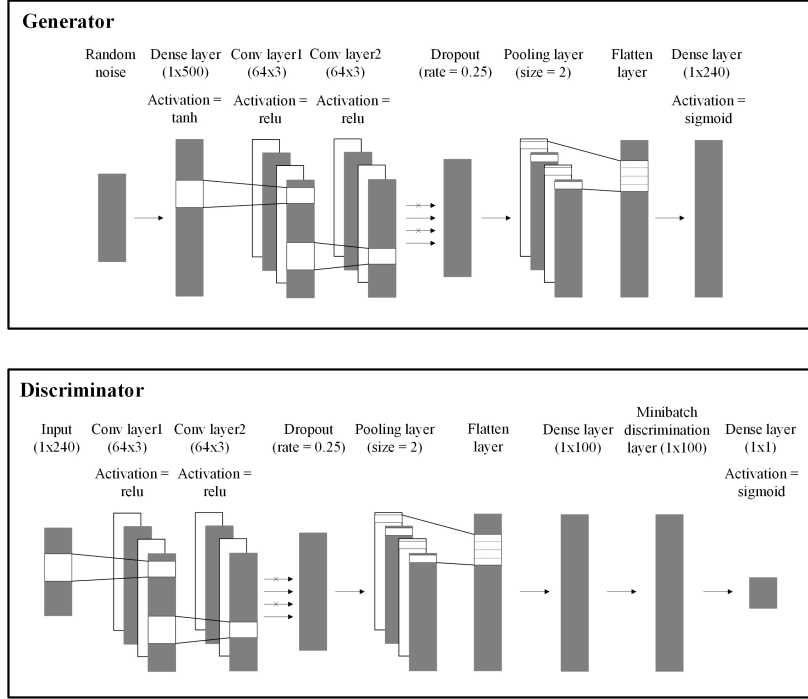 Generator
Random noise
Dense layer (1x500)
Activation = tanh
Conv layer1 (64x3)
Activation = relu
Conv layer2 (64x3)
Activation = relu
Dropout (rate = 0.25)
Pooling layer (size = 2)
Flatten layer
Dense layer (1x240)
Activation = sigmoid
Discriminator
Input (1x240)
Conv layer1 (64x3)
Activation = relu
Conv layer2 (64x3)
Activation = relu
Dropout (rate = 0.25)
Pooling layer (size = 2)
Flatten layer
Dense layer (1x100)
Minibatch discrimination layer (1x100)
Dense layer (1x1)
Activation = sigmoid